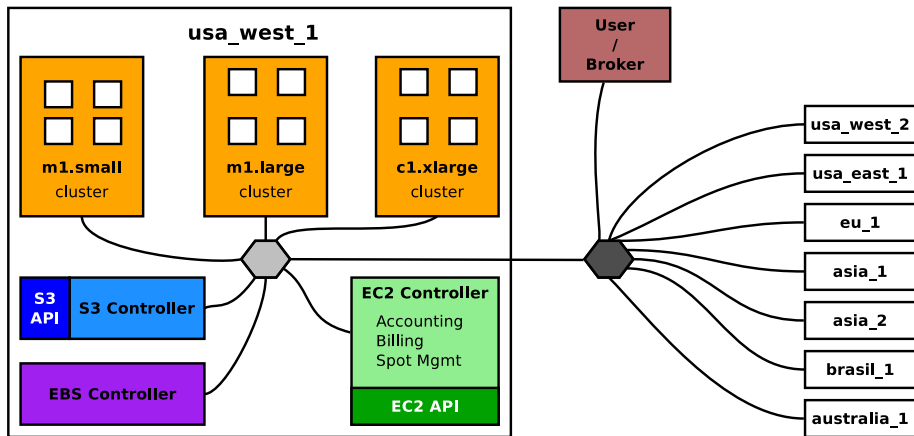 usa_west_1
m1.small
cluster
m1.large
cluster
c1.xlarge
cluster
S3
API
S3 Controller
EBS Controller
EC2 Controller
Accounting
Billing
Spot Mgmt
EC2 API
User
/
Broker
usa_west_2
usa_east_1
eu_1
asia_1
asia_2
brasil_1
australia_1